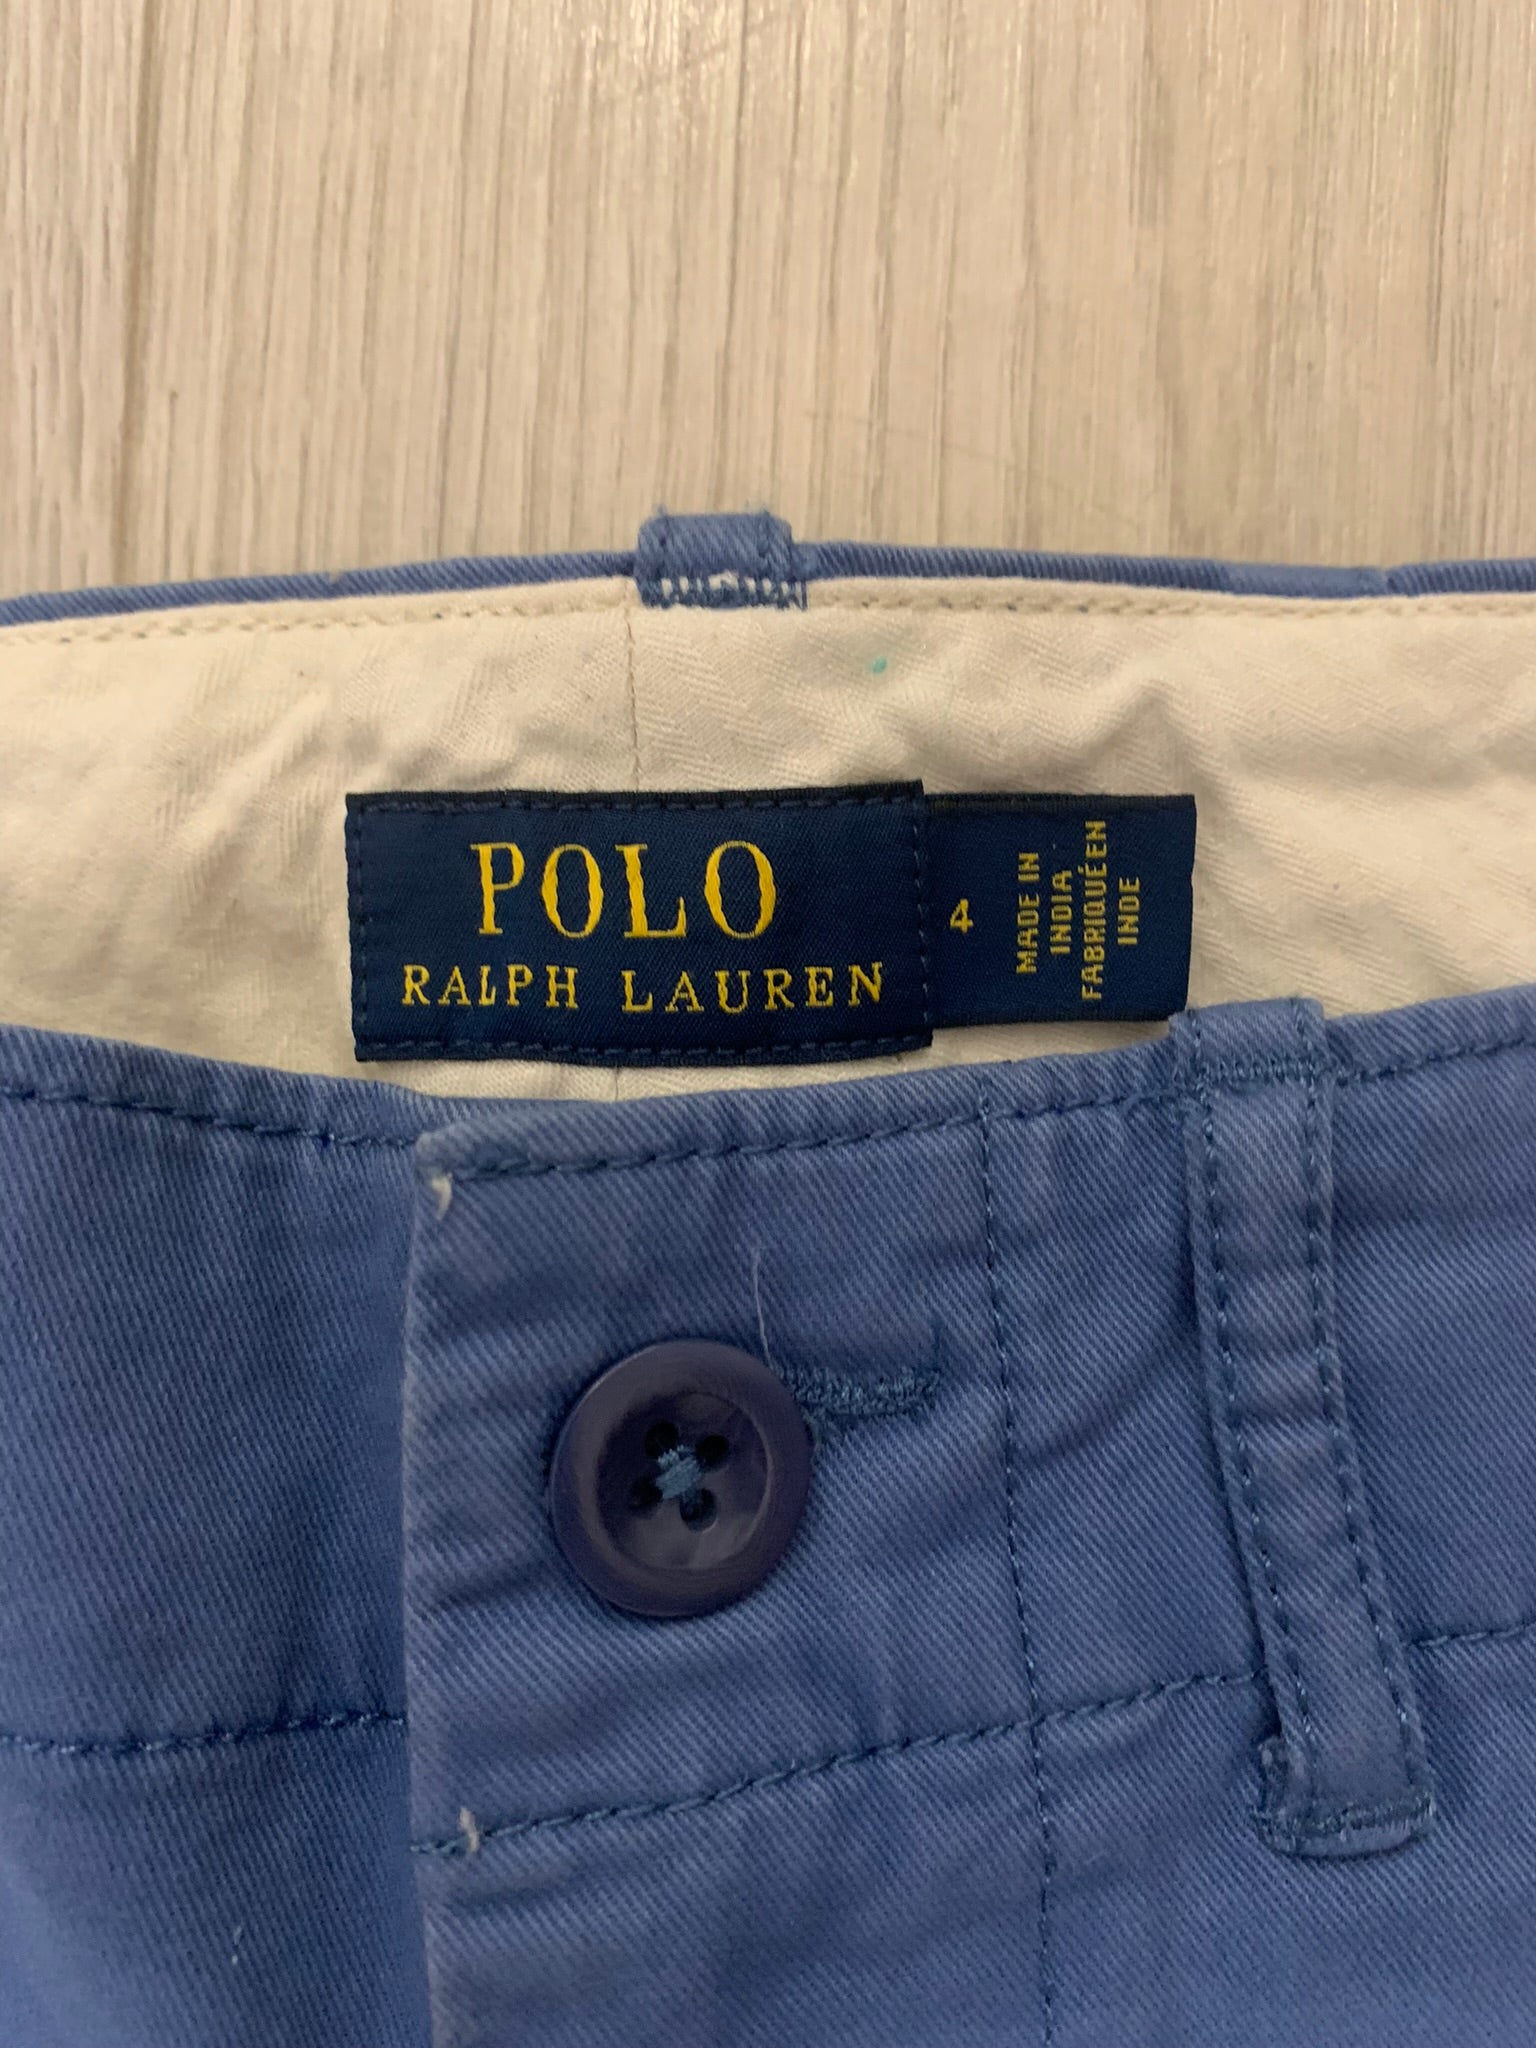 POLO
RALPH LAUREN
4
MADE IN
INDIA
FABRIQUÉ EN
INDE